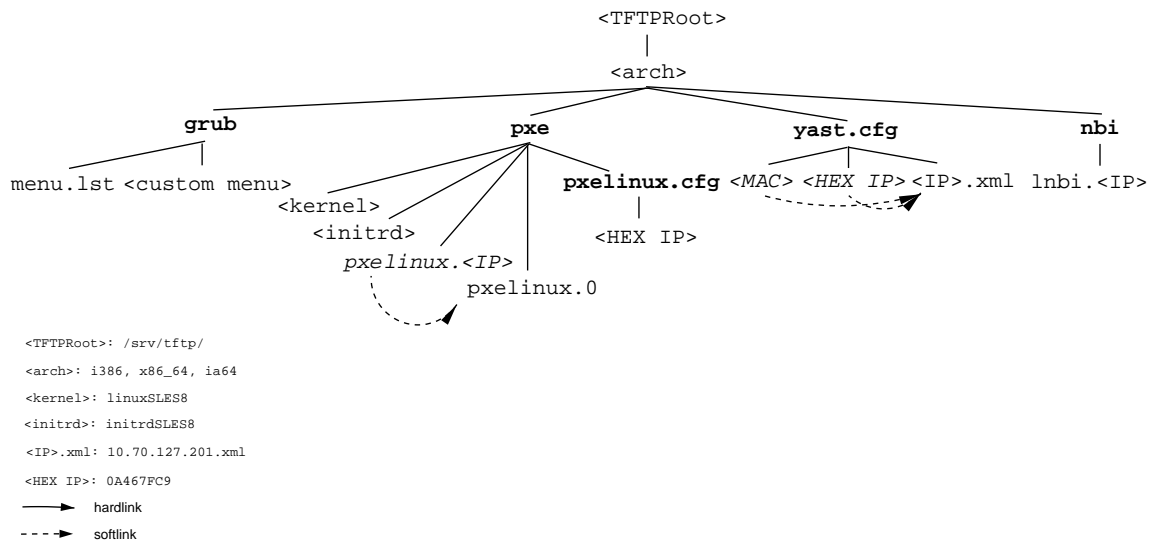 <TFTPRoot>
<arch>
grub pxe yast.cfg nbi
menu.lst <custom menu> pxelinux.cfg <MAC> <HEX IP> <IP>.xml lnbi.<IP>
<kernel>
<initrd> <HEX IP>
pxelinux.<IP>
pxelinux.0
<TFTPRoot>: /srv/tftp/
<arch>: i386, x86_64, ia64
<kernel>: linuxSLES8
<initrd>: initrdSLES8
<IP>.xml: 10.70.127.201.xml
<HEX IP>: 0A467FC9
hardlink
softlink